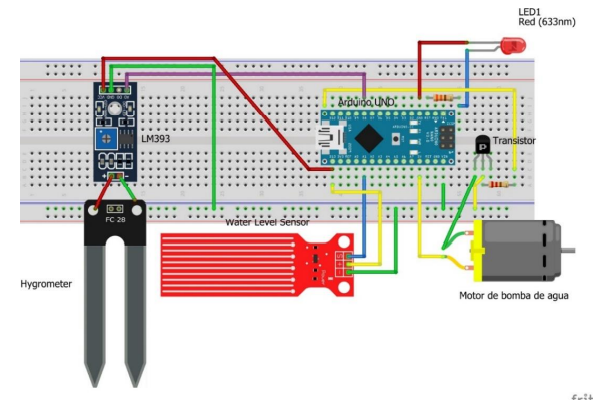 LED1
Red (633nm)
Arduino UNO
Transistor
LM393
FC 28
Water Level Sensor
Hygrometer
Motor de bomba de agua